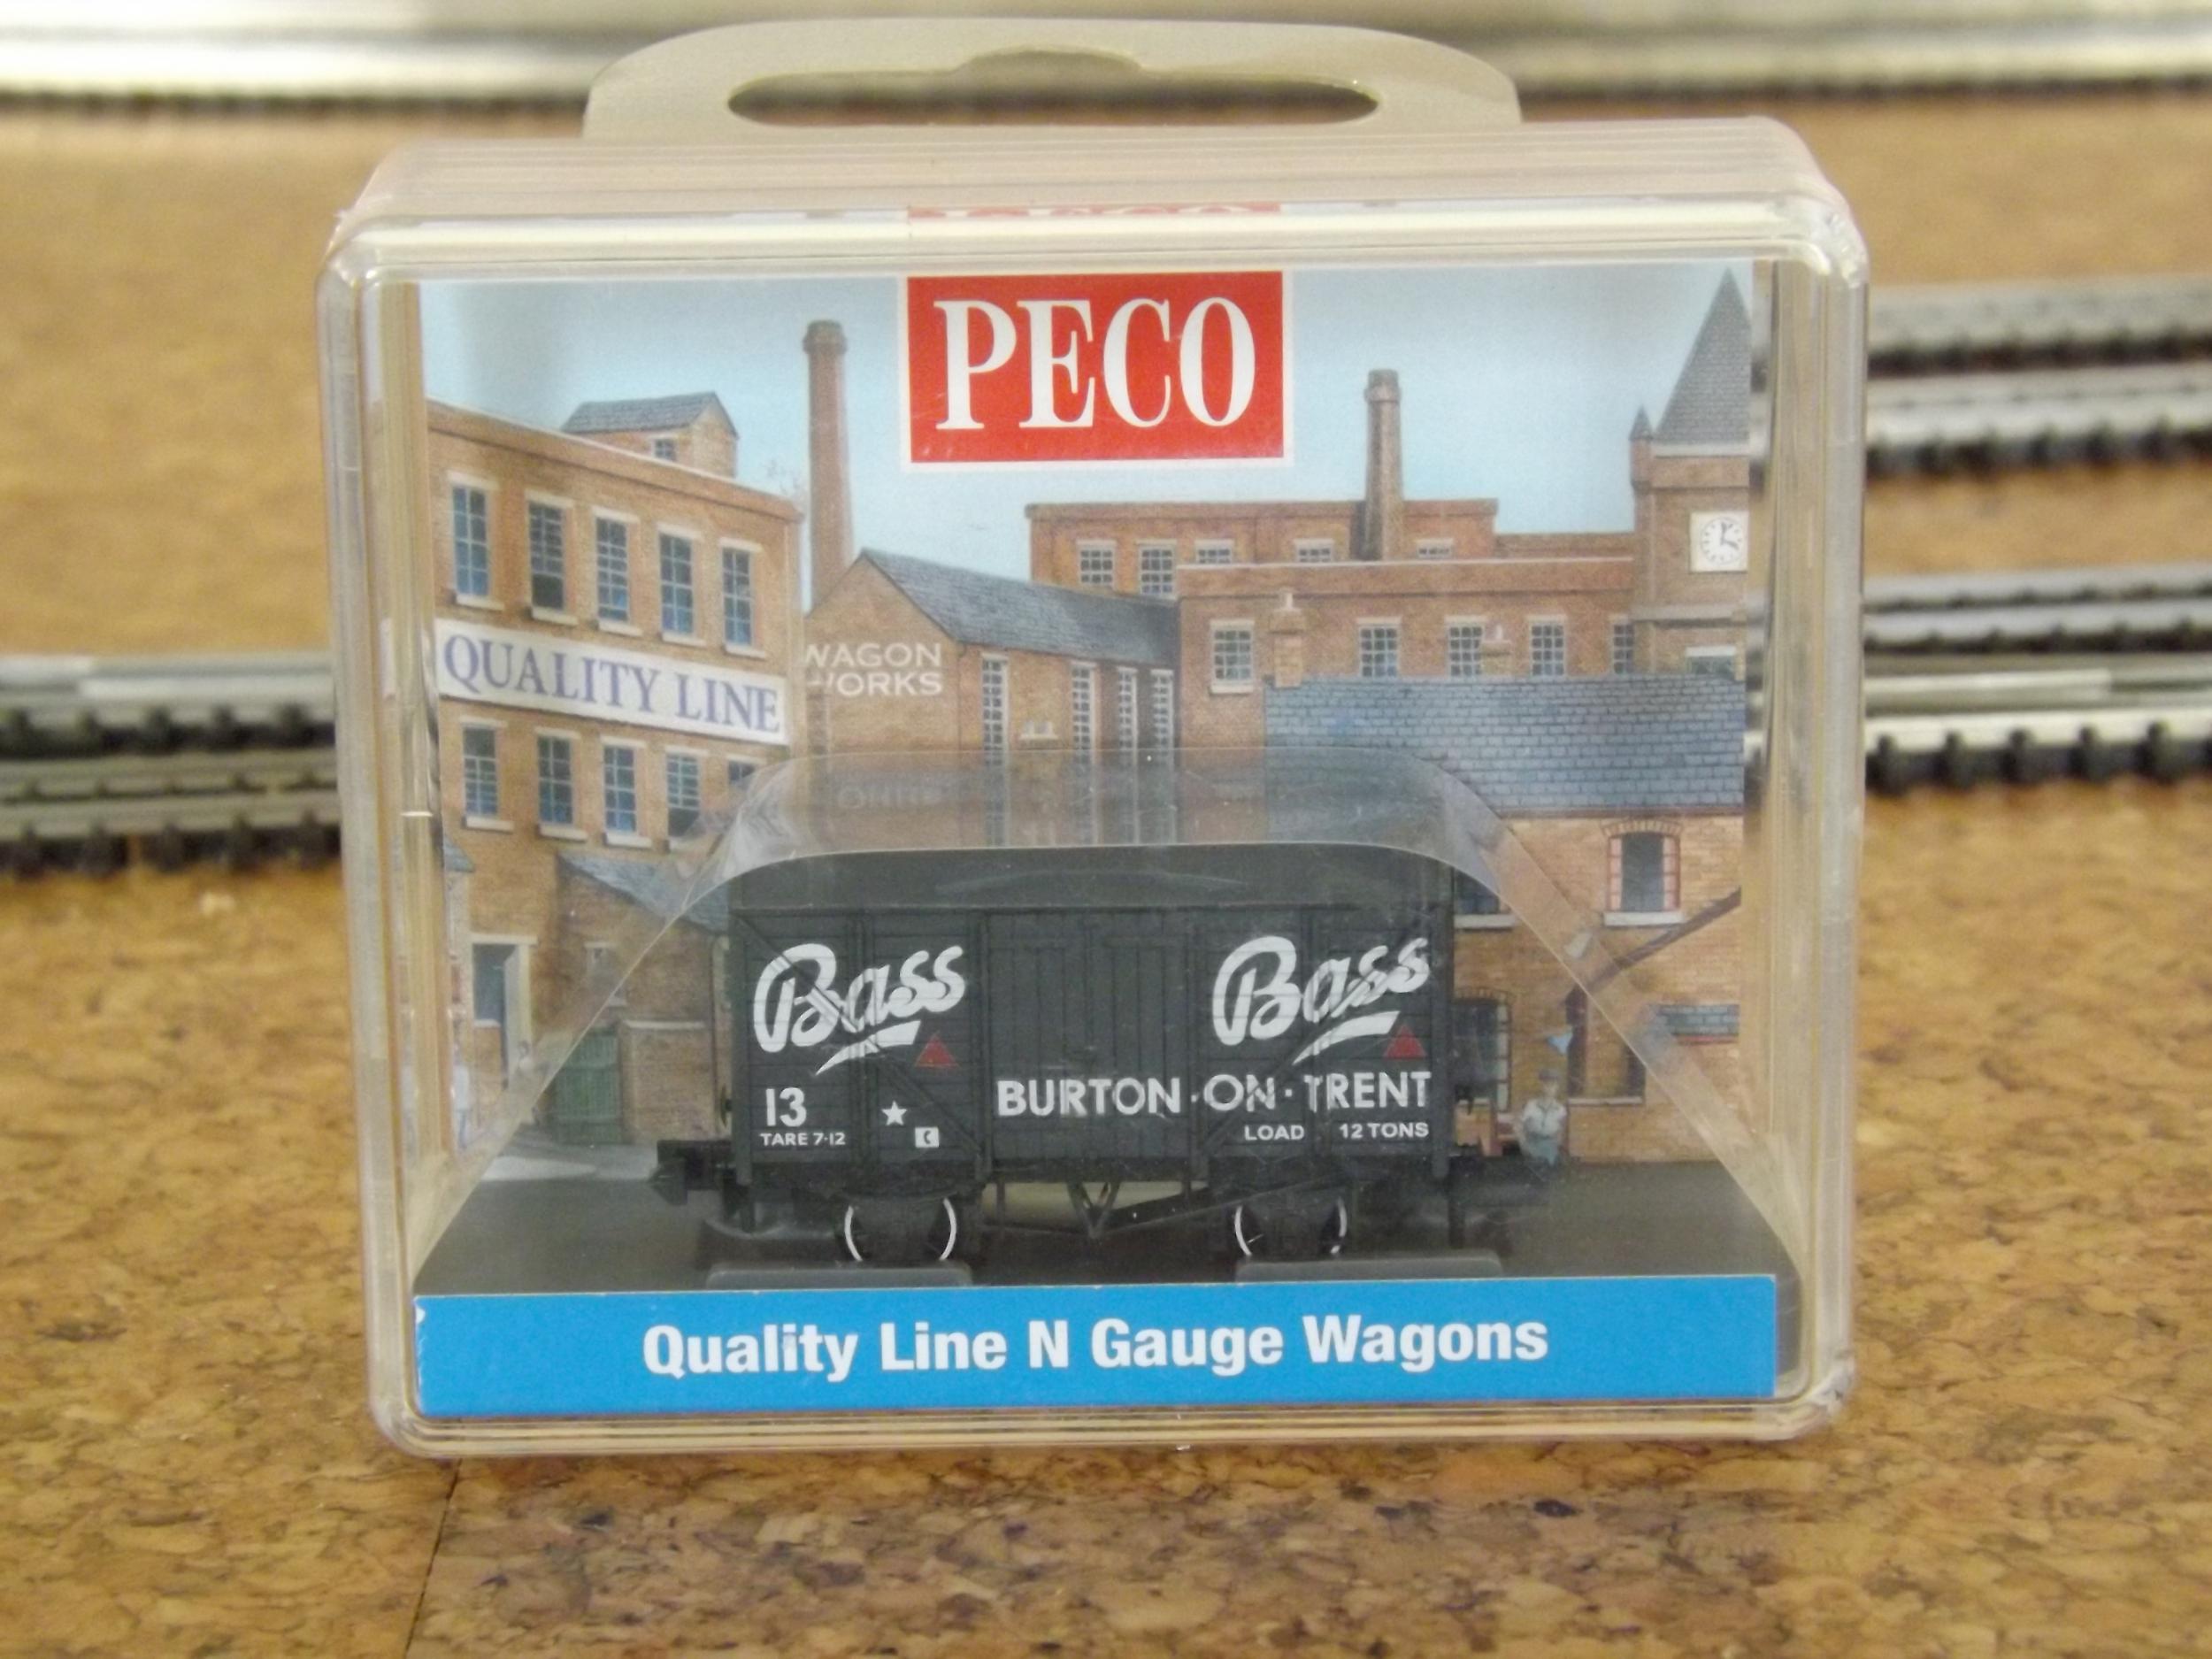 PECO
QUALITY LINE
WAGON
WORKS
Bass Bass
13
BURTON·ON·TRENT
TARE 7·12 C
LOAD 12 TONS
Quality Line N Gauge Wagons